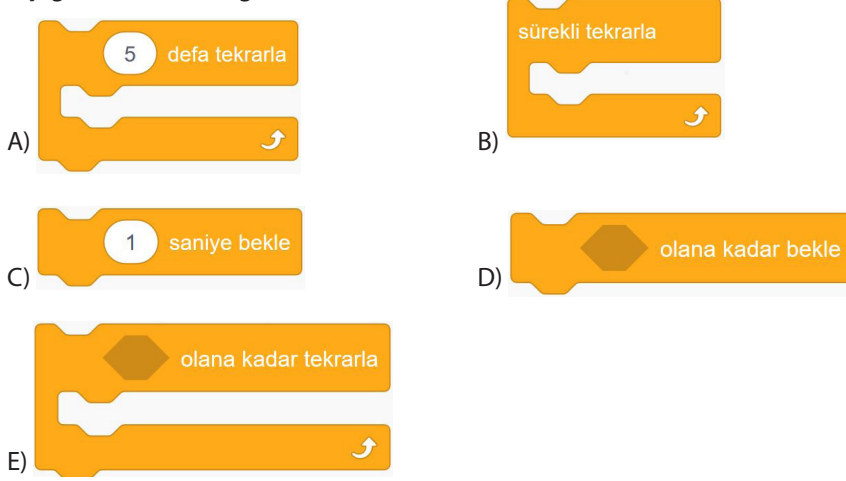 A) 5 defa tekrarla
B) sürekli tekrarla
C) 1 saniye bekle
D) olana kadar bekle
E) olana kadar tekrarla